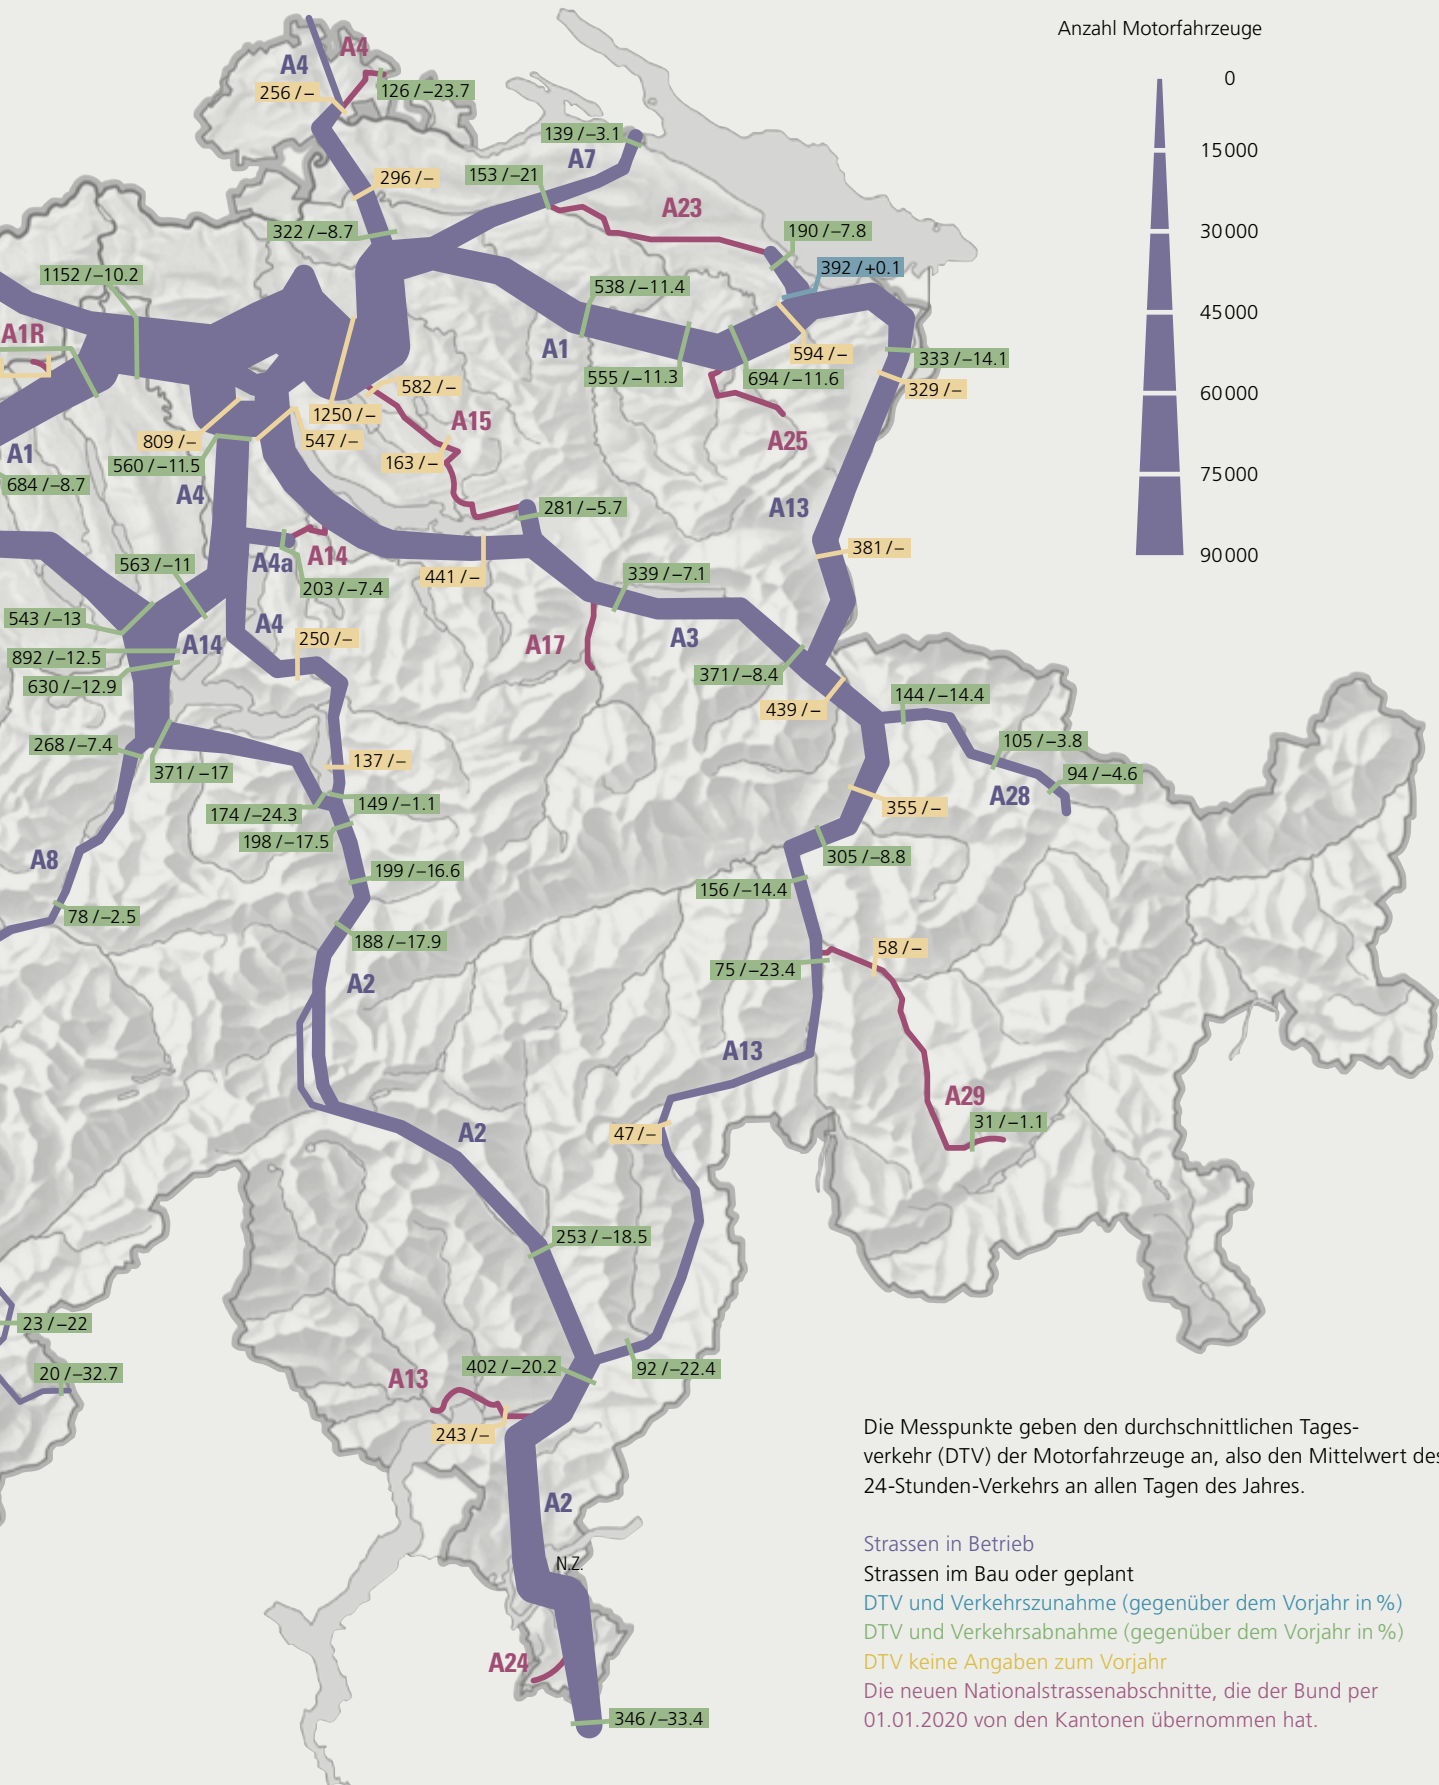 Anzahl Motorfahrzeuge
0
15000
30000
45000
60000
75000
90000
A4
A4
256 / –
126 / –23.7
139 / –3.1
A7
153 / –21
296 / –
A23
322 / –8.7
190 / –7.8
392 / +0.1
1152 / –10.2
538 / –11.4
A1R
A1
594 / –
333 / –14.1
555 / –11.3
694 / –11.6
329 / –
582 / –
1250 / –
A15
A25
809 / –
547 / –
A1
560 / –11.5
163 / –
684 / –8.7
A4
A13
281 / –5.7
381 / –
A4a
A14
563 / –11
441 / –
339 / –7.1
203 / –7.4
543 / –13
A4
250 / –
A14
A17
A3
892 / –12.5
371 / –8.4
630 / –12.9
144 / –14.4
439 / –
268 / –7.4
105 / –3.8
137 / –
371 / –17
94 / –4.6
A28
149 / –1.1
355 / –
174 / –24.3
198 / –17.5
A8
305 / –8.8
199 / –16.6
156 / –14.4
78 / –2.5
188 / –17.9
58 / –
75 / –23.4
A2
A13
A29
31 / –1.1
A2
47 / –
253 / –18.5
23 / –22
402 / –20.2
92 / –22.4
20 / –32.7
A13
243 / –
A2
N.Z.
A24
346 / –33.4
Die Messpunkte geben den durchschnittlichen Tages-
verkehr (DTV) der Motorfahrzeuge an, also den Mittelwert des
24-Stunden-Verkehrs an allen Tagen des Jahres.
Strassen in Betrieb
Strassen im Bau oder geplant
DTV und Verkehrszunahme (gegenüber dem Vorjahr in %)
DTV und Verkehrsabnahme (gegenüber dem Vorjahr in %)
DTV keine Angaben zum Vorjahr
Die neuen Nationalstrassenabschnitte, die der Bund per
01.01.2020 von den Kantonen übernommen hat.